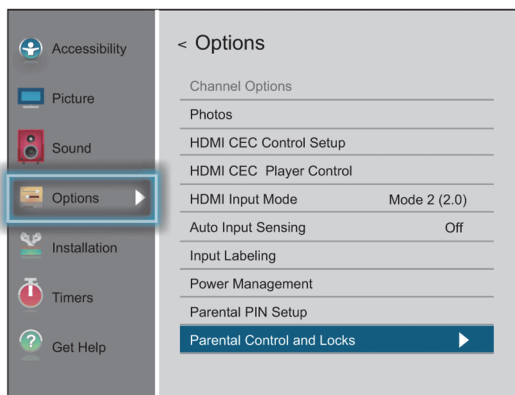 Accessibility
Picture
Sound
Options
Installation
Timers
Get Help
< Options
Channel Options
Photos
HDMI CEC Control Setup
HDMI CEC Player Control
HDMI Input Mode Mode 2 (2.0)
Auto Input Sensing Off
Input Labeling
Power Management
Parental PIN Setup
Parental Control and Locks